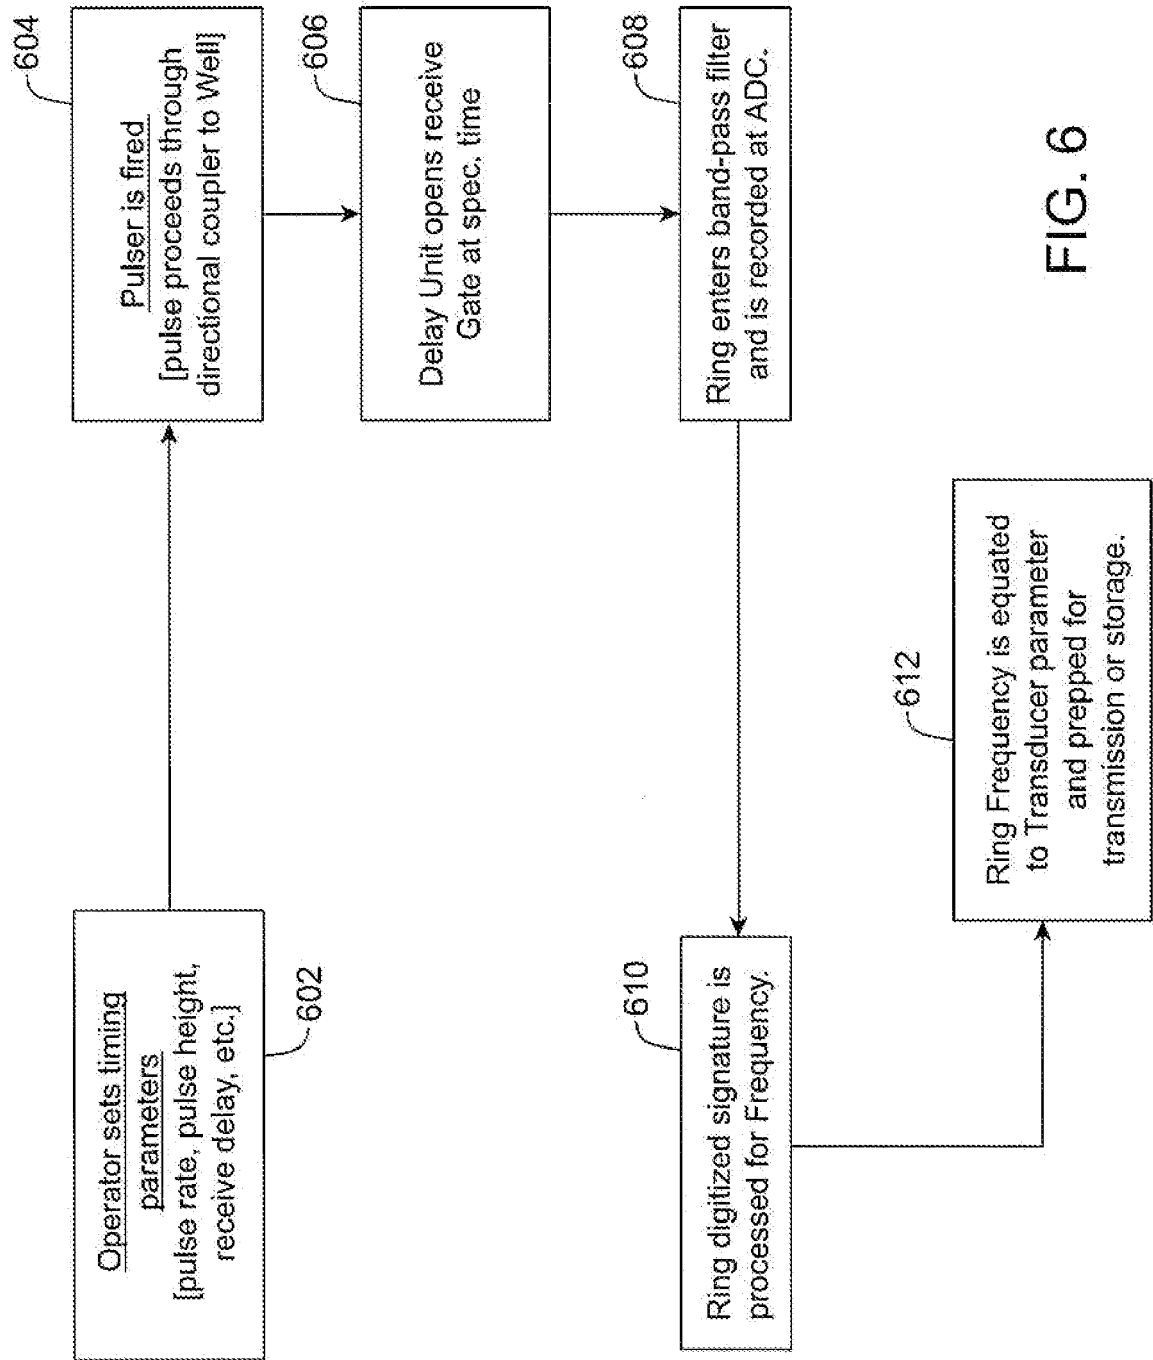 Operator sets timing
parameters
[pulse rate, pulse height,
receive delay, etc.]
602
604
Pulser is fired
[pulse proceeds through
directional coupler to Well]
606
Delay Unit opens receive
Gate at spec. time
608
Ring enters band-pass filter
and is recorded at ADC.
610
Ring digitized signature is
processed for Frequency.
612
Ring Frequency is equated
to Transducer parameter
and prepped for
transmission or storage.
FIG. 6